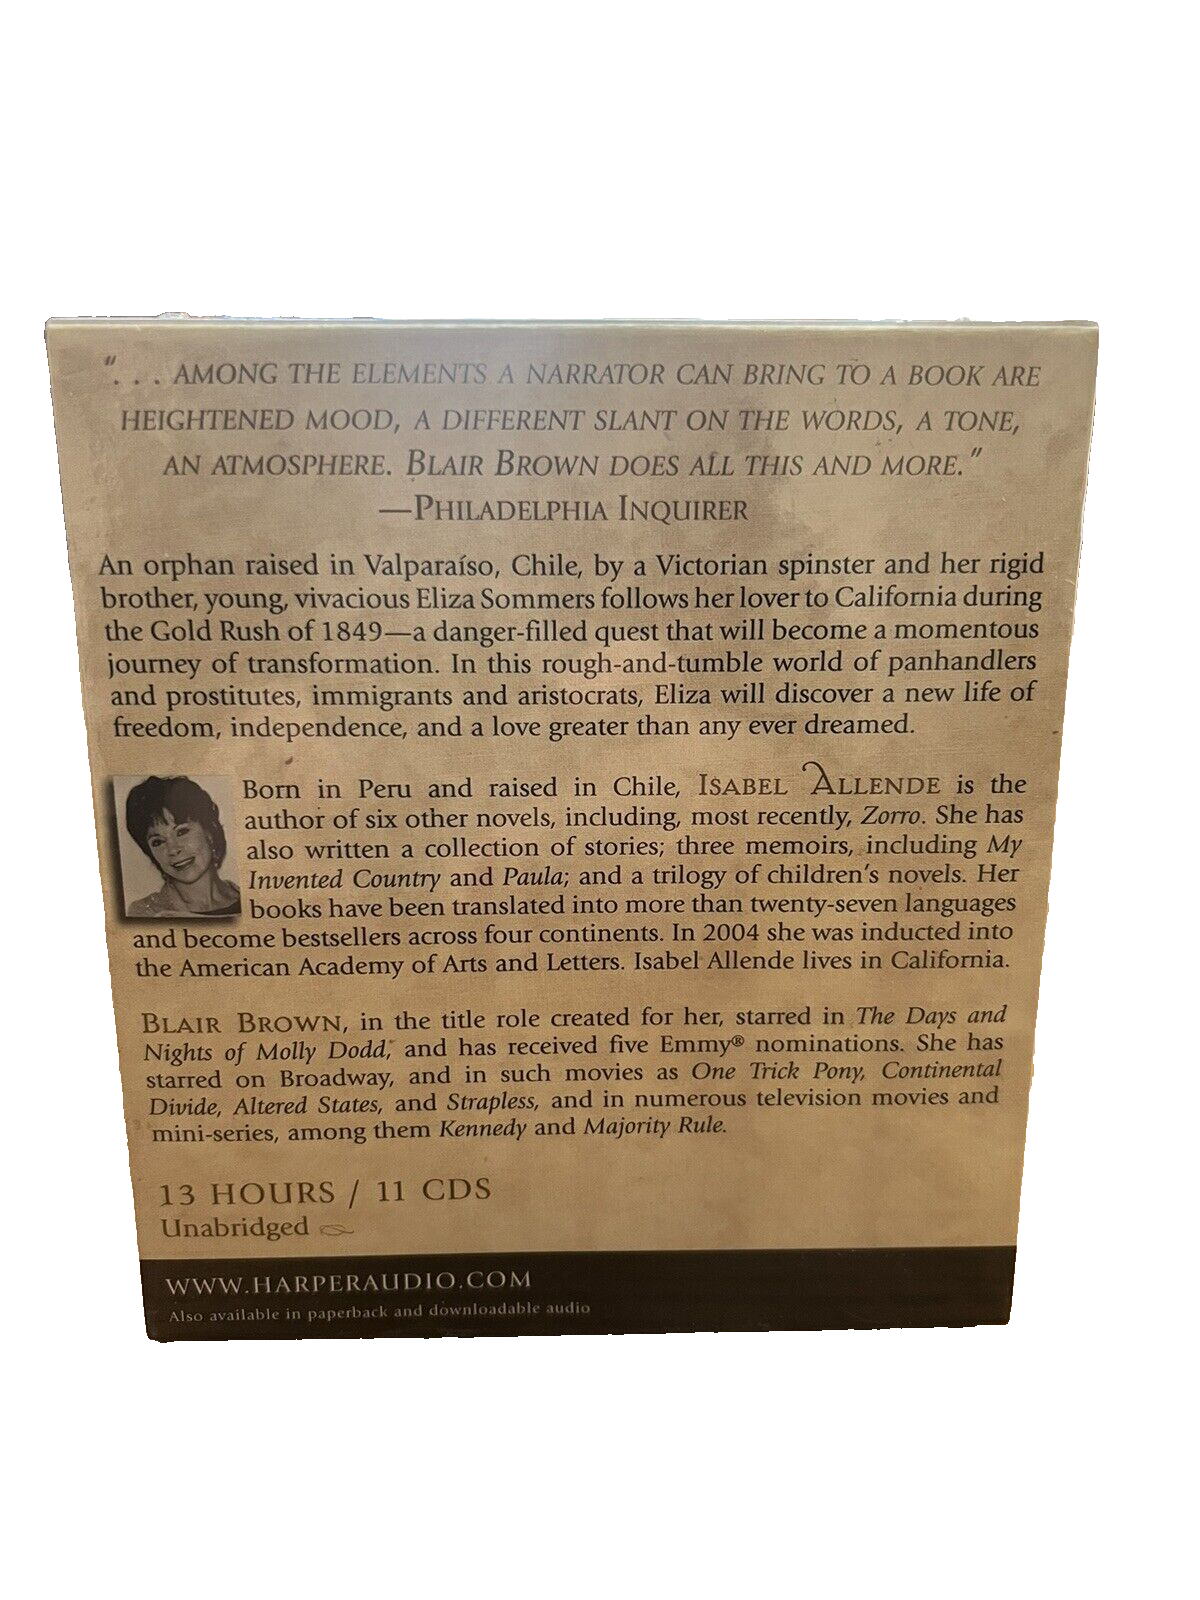 ". . . AMONG THE ELEMENTS A NARRATOR CAN BRING TO A BOOK ARE
HEIGHTENED MOOD, A DIFFERENT SLANT ON THE WORDS, A TONE,
AN ATMOSPHERE. BLAIR BROWN DOES ALL THIS AND MORE."
—PHILADELPHIA INQUIRER
An orphan raised in Valparaíso, Chile, by a Victorian spinster and her rigid
brother, young, vivacious Eliza Sommers follows her lover to California during
the Gold Rush of 1849—a danger-filled quest that will become a momentous
journey of transformation. In this rough-and-tumble world of panhandlers
and prostitutes, immigrants and aristocrats, Eliza will discover a new life of
freedom, independence, and a love greater than any ever dreamed.
Born in Peru and raised in Chile, ISABEL ALLENDE is the
author of six other novels, including, most recently, Zorro. She has
also written a collection of stories; three memoirs, including My
Invented Country and Paula; and a trilogy of children's novels. Her
books have been translated into more than twenty-seven languages
and become bestsellers across four continents. In 2004 she was inducted into
the American Academy of Arts and Letters. Isabel Allende lives in California.
BLAIR BROWN, in the title role created for her, starred in The Days and
Nights of Molly Dodd, and has received five Emmy® nominations. She has
starred on Broadway, and in such movies as One Trick Pony, Continental
Divide, Altered States, and Strapless, and in numerous television movies and
mini-series, among them Kennedy and Majority Rule.
13 HOURS / 11 CDS
Unabridged
WWW.HARPERAUDIO.COM
Also available in paperback and downloadable audio